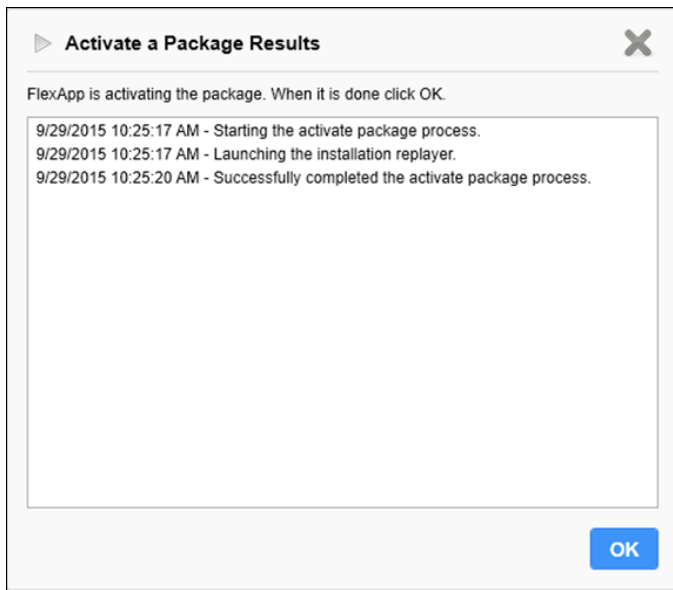 Activate a Package Results
FlexApp is activating the package. When it is done click OK.
9/29/2015 10:25:17 AM - Starting the activate package process.
9/29/2015 10:25:17 AM - Launching the installation replayer.
9/29/2015 10:25:20 AM - Successfully completed the activate package process.
OK